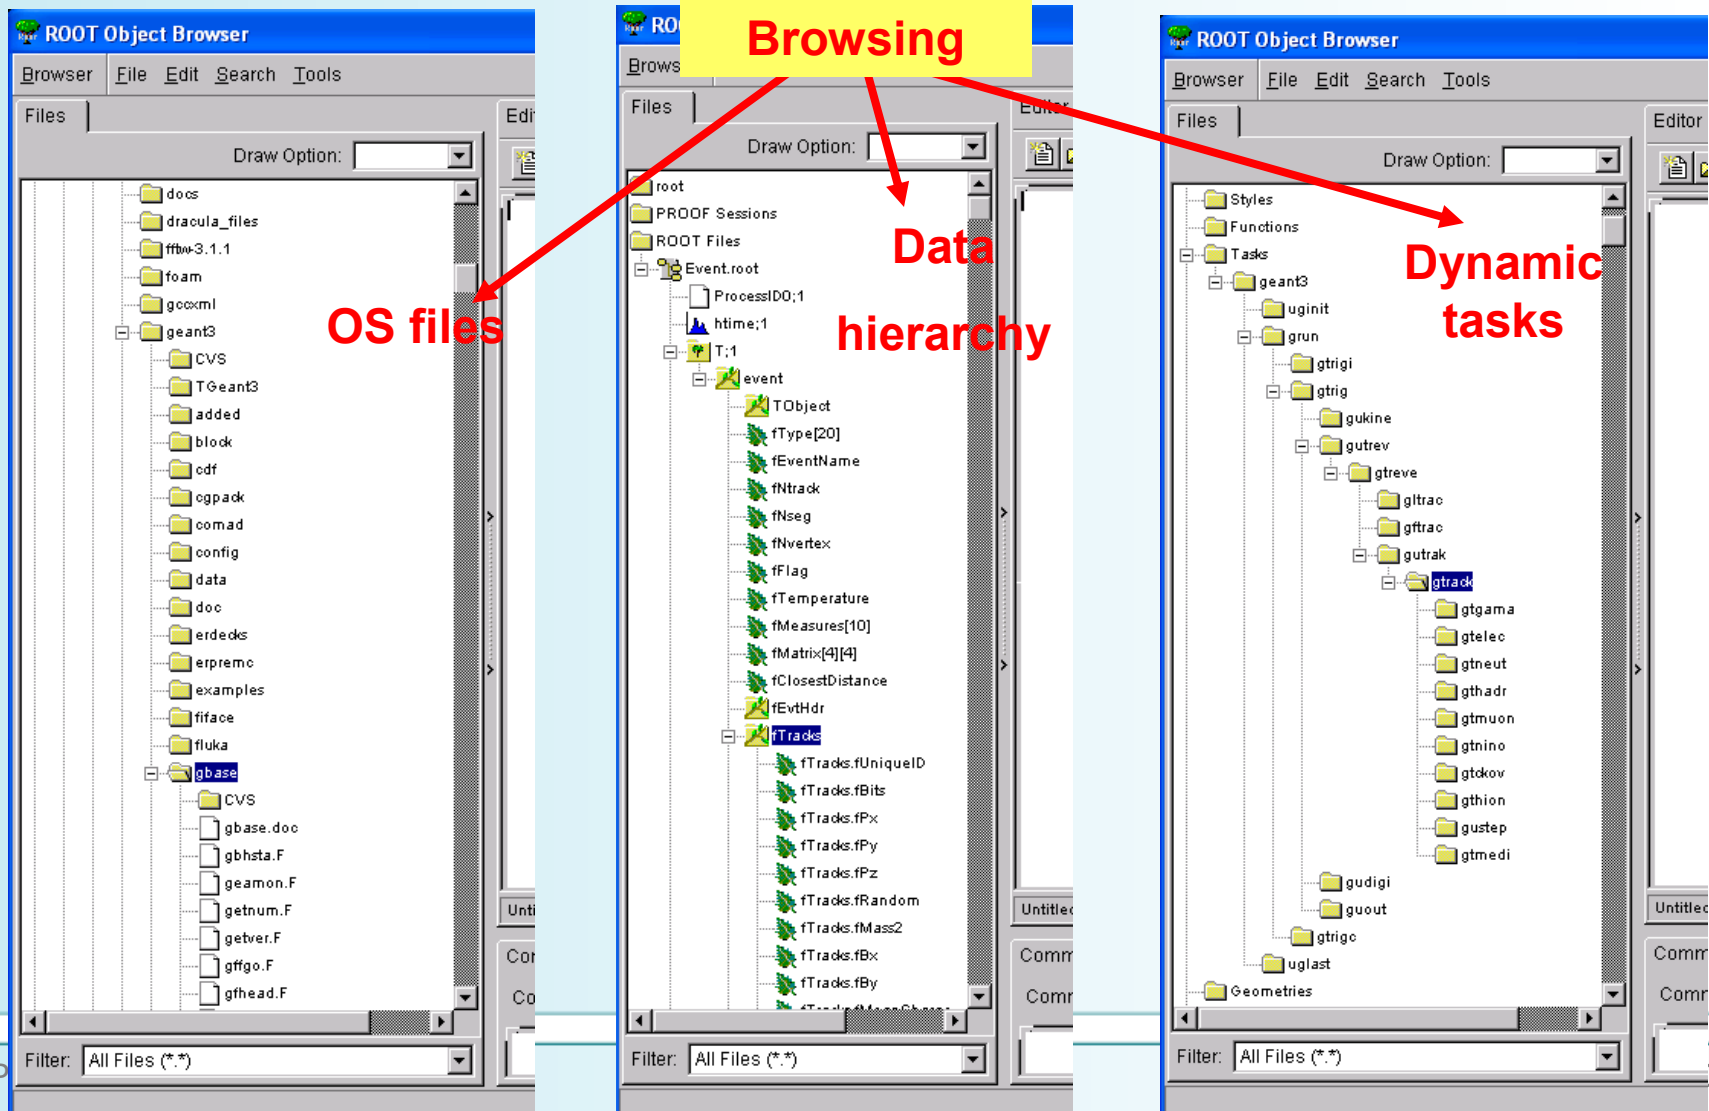 Browsing
OS files
Data
hierarchy
Dynamic
tasks
ROOT Object Browser
Browser File Edit Search Tools
Files
Draw Option:
docs
dracula_files
fftw-3.1.1
foam
gccxml
geant3
CVS
TGeant3
added
block
cdf
cgpack
comad
config
data
doc
erdecks
erpremc
examples
fiface
fluka
gbase
CVS
gbase.doc
gbhsta.F
geamon.F
getnum.F
getver.F
gffgo.F
gfhead.F
Filter: All Files (*.*)
Files
Editor
Draw Option:
root
PROOF Sessions
ROOT Files
Event.root
ProcessID0;1
htime;1
T;1
event
TObject
fType[20]
fEventName
fNtrack
fNseg
fNvertex
fFlag
fTemperature
fMeasures[10]
fMatrix[4][4]
fClosestDistance
fEvtHdr
fTracks
fTracks.fUniqueID
fTracks.fBits
fTracks.fPx
fTracks.fPy
fTracks.fPz
fTracks.fRandom
fTracks.fMass2
fTracks.fBx
fTracks.fBy
Filter: All Files (*.*)
ROOT Object Browser
Browser File Edit Search Tools
Files
Editor
Draw Option:
Styles
Functions
Tasks
geant3
uginit
grun
gtrigi
gtrig
gukine
gutrev
gtreve
gltrac
gftrac
gutrak
gtrack
gtgama
gtelec
gtneut
gthadr
gtmuon
gtnino
gtckov
gthion
gustep
gtmedi
gudigi
guout
gtrigc
uglast
Geometries
Filter: All Files (*.*)